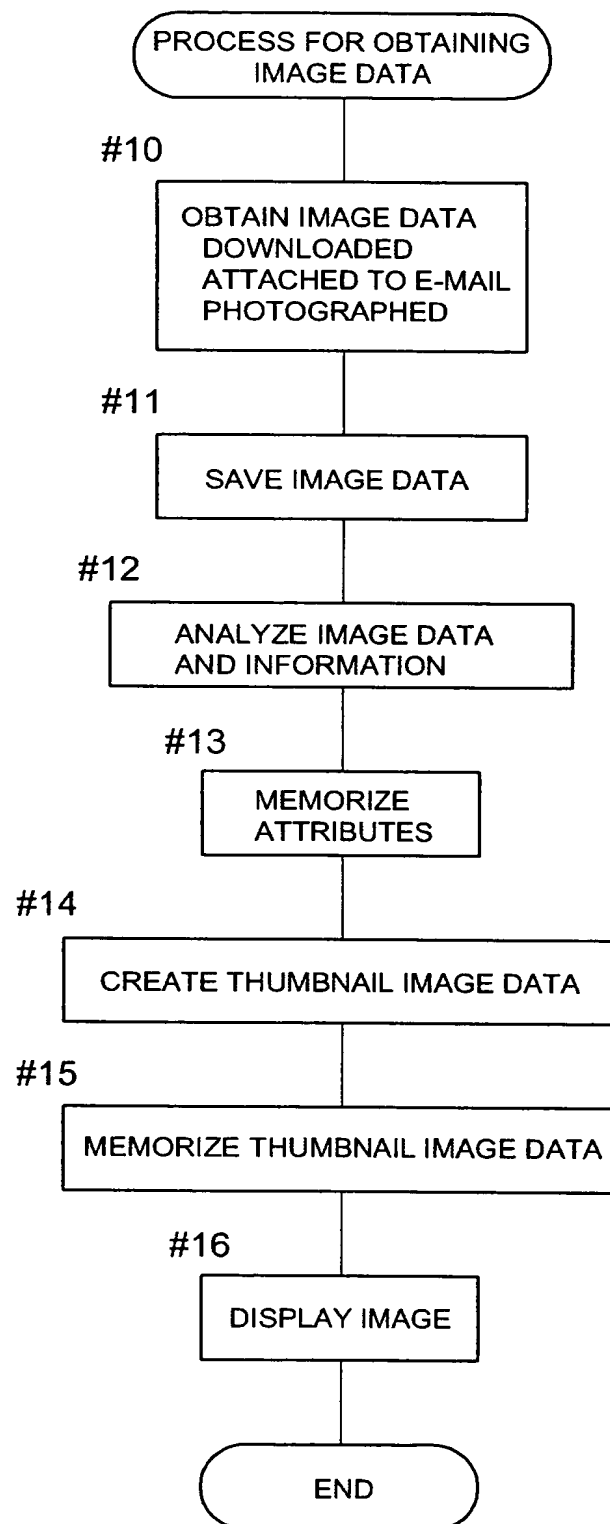 PROCESS FOR OBTAINING
IMAGE DATA
#10
OBTAIN IMAGE DATA
DOWNLOADED
ATTACHED TO E-MAIL
PHOTOGRAPHED
#11
SAVE IMAGE DATA
#12
ANALYZE IMAGE DATA
AND INFORMATION
#13
MEMORIZE
ATTRIBUTES
#14
CREATE THUMBNAIL IMAGE DATA
#15
MEMORIZE THUMBNAIL IMAGE DATA
#16
DISPLAY IMAGE
END